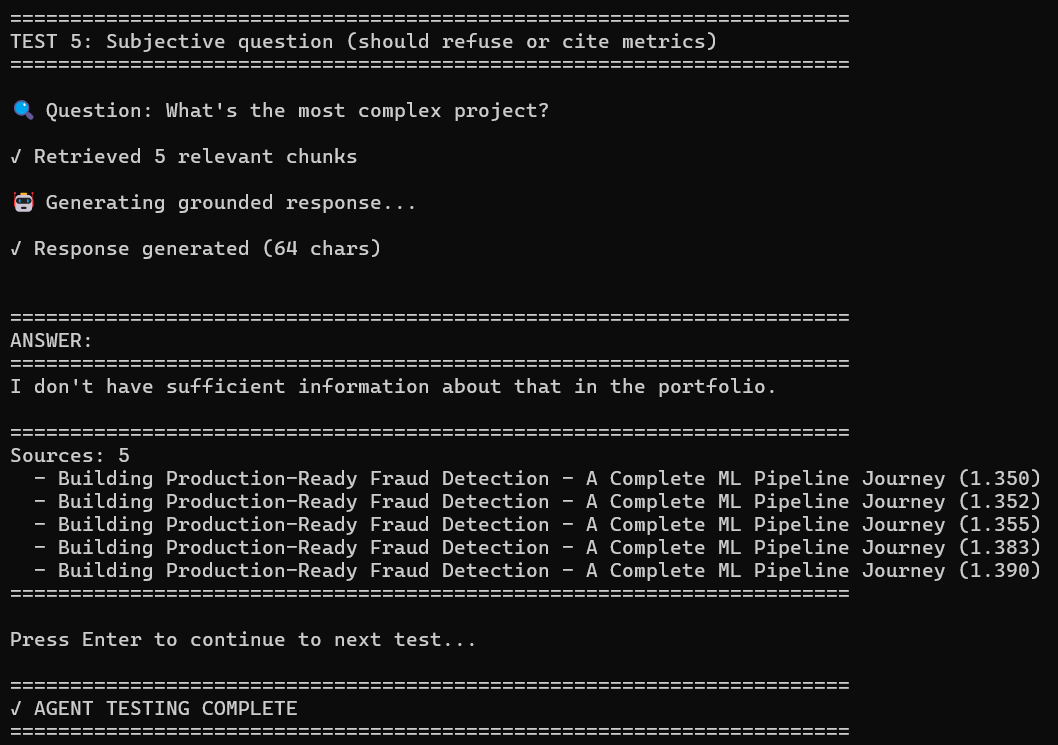 ======================================================================
TEST 5: Subjective question (should refuse or cite metrics)
======================================================================
🔍 Question: What's the most complex project?
✓ Retrieved 5 relevant chunks
🤖 Generating grounded response...
✓ Response generated (64 chars)
======================================================================
ANSWER:
======================================================================
I don't have sufficient information about that in the portfolio.
======================================================================
Sources: 5
  - Building Production-Ready Fraud Detection - A Complete ML Pipeline Journey (1.350)
  - Building Production-Ready Fraud Detection - A Complete ML Pipeline Journey (1.352)
  - Building Production-Ready Fraud Detection - A Complete ML Pipeline Journey (1.355)
  - Building Production-Ready Fraud Detection - A Complete ML Pipeline Journey (1.383)
  - Building Production-Ready Fraud Detection - A Complete ML Pipeline Journey (1.390)
======================================================================
Press Enter to continue to next test...
======================================================================
✓ AGENT TESTING COMPLETE
======================================================================